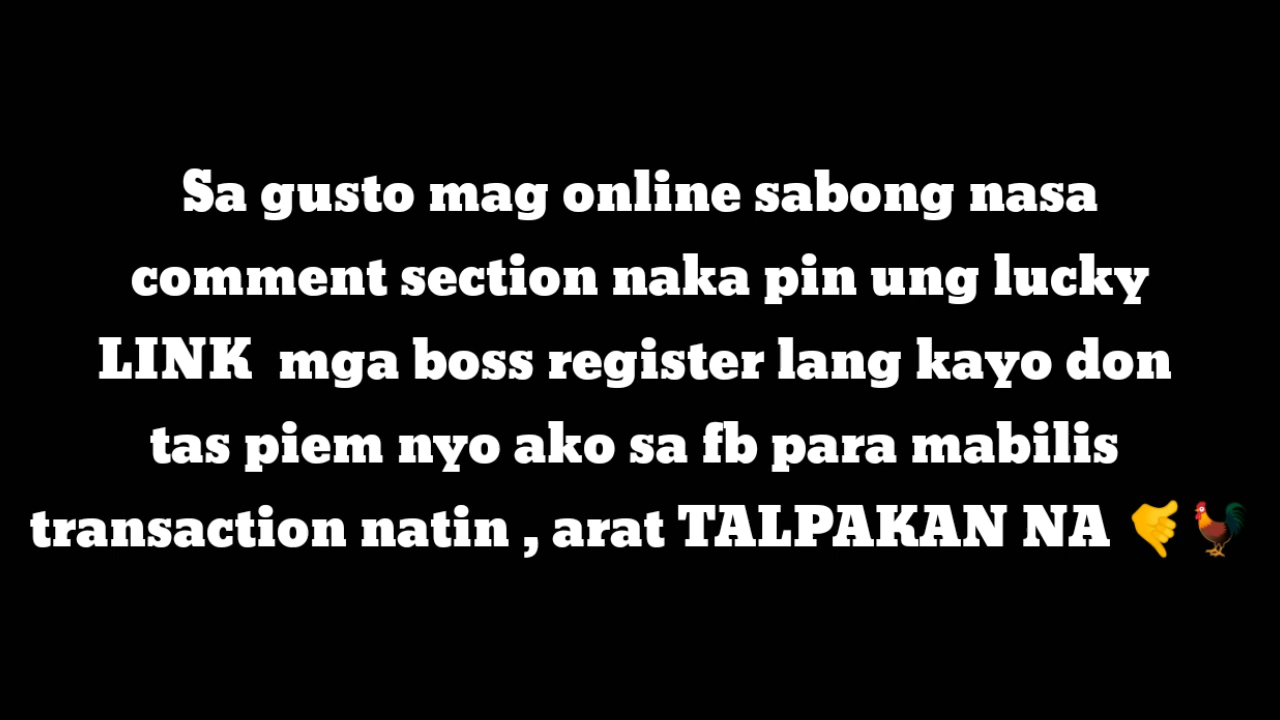 Sa gusto mag online sabong nasa
comment section naka pin ung lucky
LINK  mga boss register lang kayo don
tas piem nyo ako sa fb para mabilis
transaction natin , arat TALPAKAN NA 🤙🐓